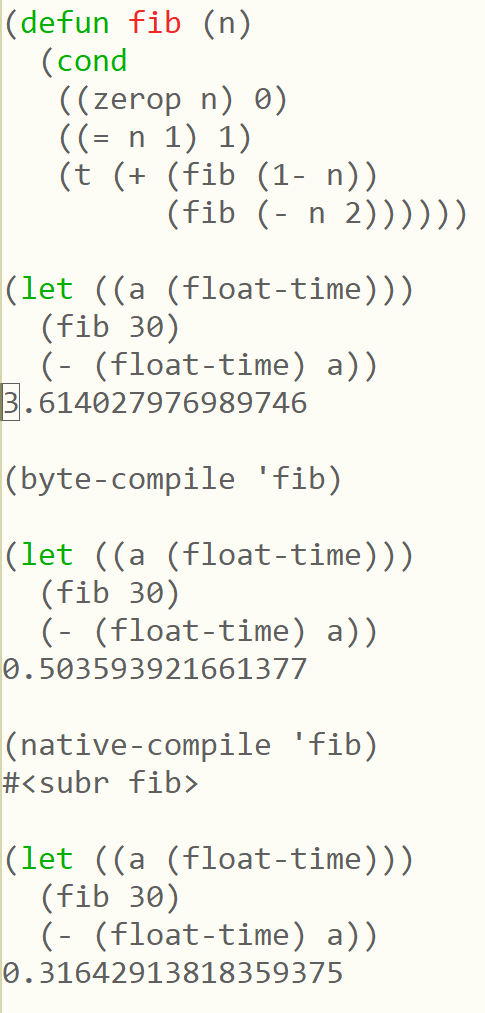 (defun fib (n)
  (cond
   ((zerop n) 0)
   ((= n 1) 1)
   (t (+ (fib (1- n))
         (fib (- n 2))))))

(let ((a (float-time)))
  (fib 30)
  (- (float-time) a))
3.614027976989746

(byte-compile 'fib)

(let ((a (float-time)))
  (fib 30)
  (- (float-time) a))
0.503593921661377

(native-compile 'fib)
#<subr fib>

(let ((a (float-time)))
  (fib 30)
  (- (float-time) a))
0.31642913818359375